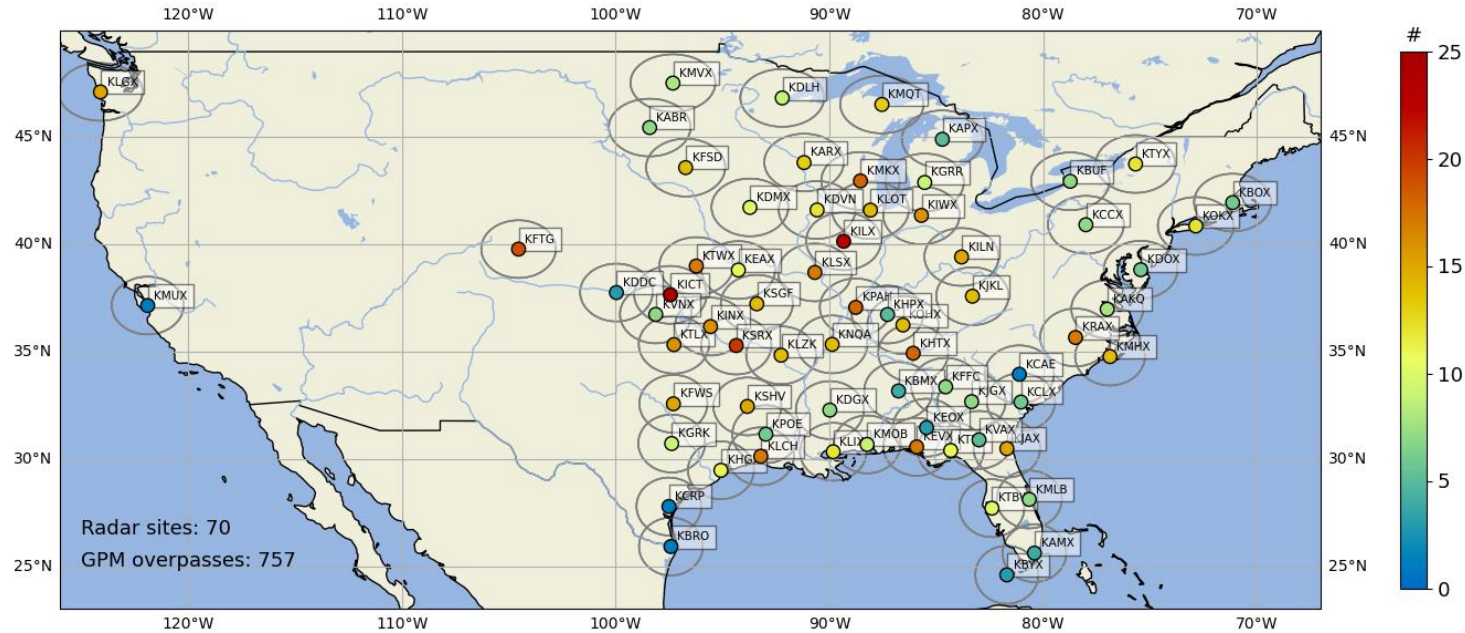 120°W 110°W 100°W 90°W 80°W 70°W
#
25
KLGX KMVX KDLH KMQT
KABR KAPX
45°N 45°N
KFSD KARX KMKX KGRR KBUF KTYX
KDMX KDVN KLOT KIWX KCCX KBOX
KOKX
20
40°N KFTG KILX KILN KDOX 40°N
KTWX KEAX KLSX
KMUX KDDC KICT KSGF KPAH KJKL KAKQ
KVNX KHPX
15
KTLX KINX KSRX KLZK KNQA KHTX KRAX KMHX
35°N 35°N
KCAE
KFWS KSHV KDGX KBMX KFFC KJGX KCLX
10
KGRK KPOE KEOX KVAX
KLCH KLIX KMOB KEVX KJAX
30°N 30°N
KCRP KMLB
5
Radar sites: 70
KBRO KAMX
GPM overpasses: 757
25°N KBYX 25°N
0
120°W 110°W 100°W 90°W 80°W 70°W